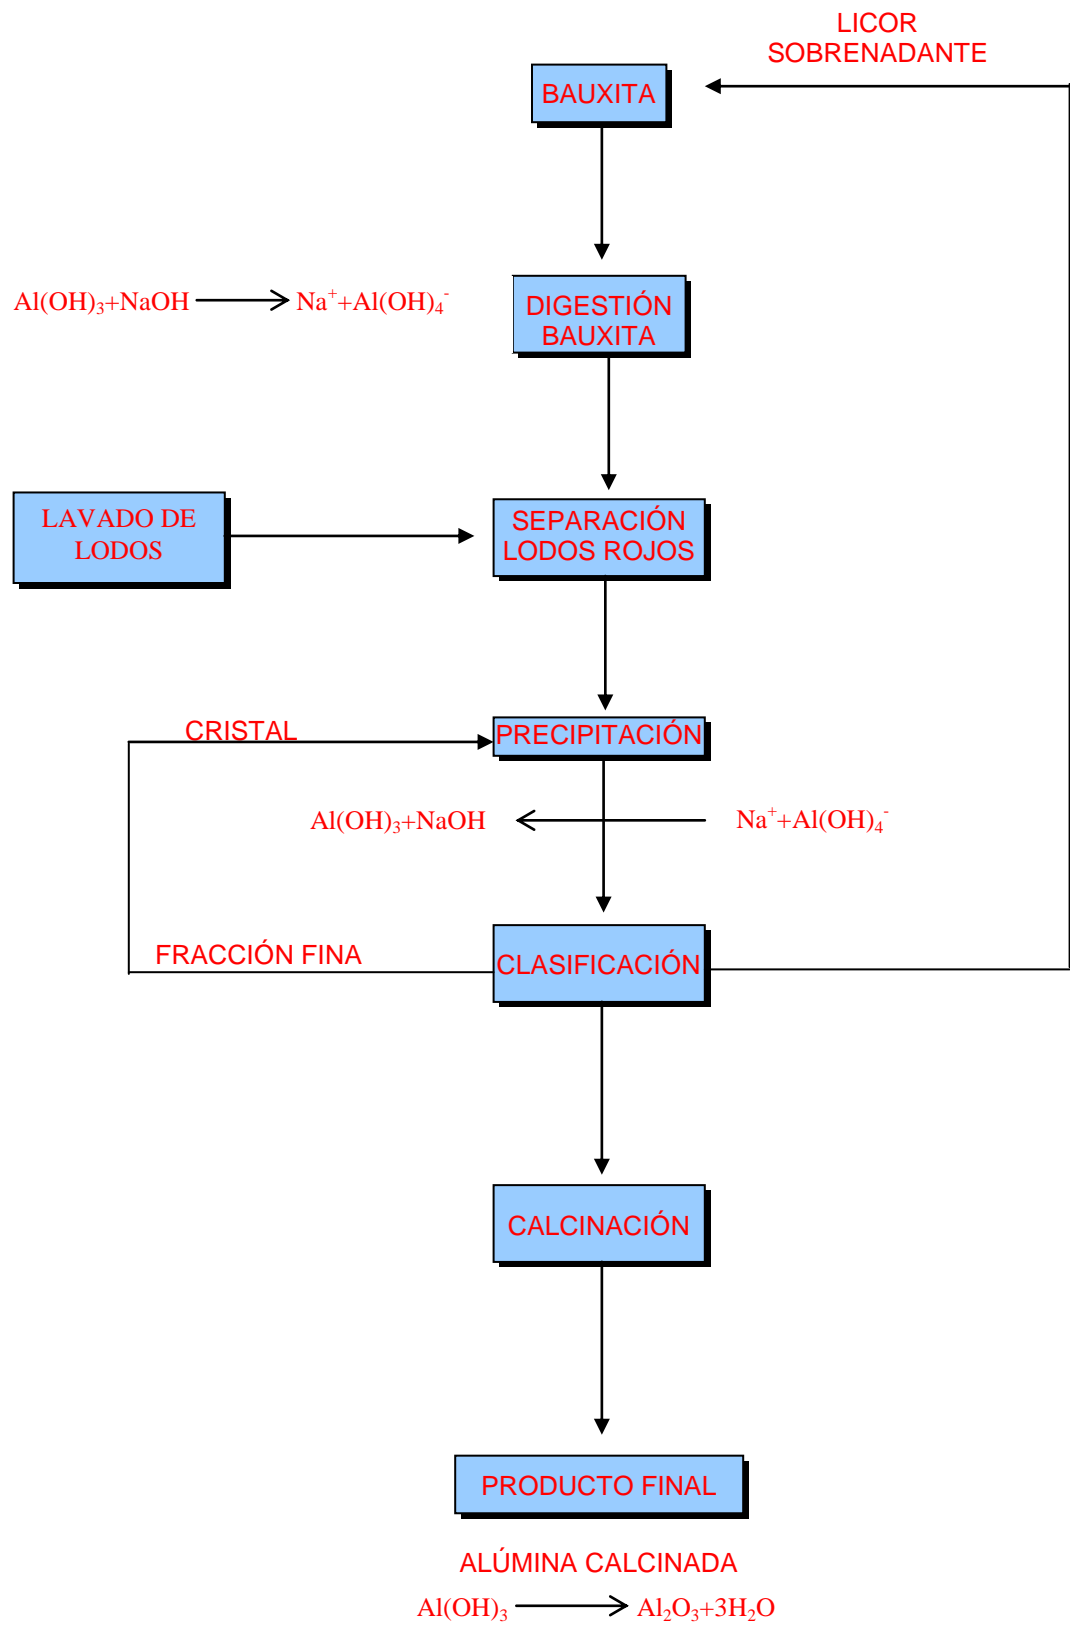 LICOR
SOBRENADANTE
BAUXITA
Al(OH)₃+NaOH → Na⁺+Al(OH)₄⁻
DIGESTIÓN
BAUXITA
LAVADO DE
LODOS
SEPARACIÓN
LODOS ROJOS
CRISTAL
PRECIPITACIÓN
Al(OH)₃+NaOH ← Na⁺+Al(OH)₄⁻
FRACCIÓN FINA
CLASIFICACIÓN
CALCINACIÓN
PRODUCTO FINAL
ALÚMINA CALCINADA
Al(OH)₃ → Al₂O₃+3H₂O